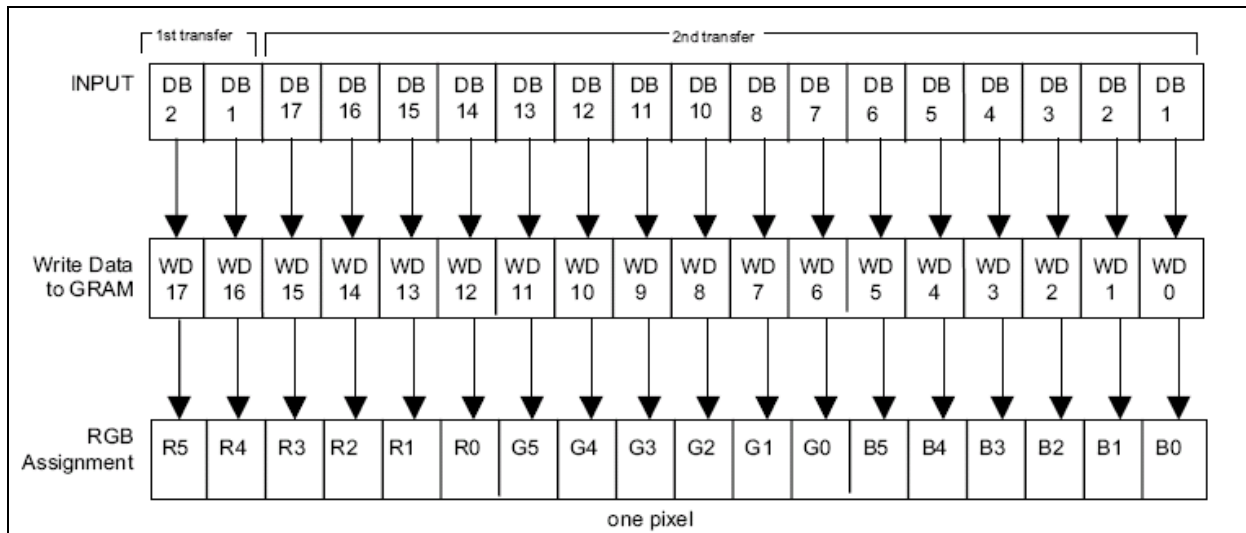 1st transfer 2nd transfer
INPUT DB 2 DB 1 DB 17 DB 16 DB 15 DB 14 DB 13 DB 12 DB 11 DB 10 DB 8 DB 7 DB 6 DB 5 DB 4 DB 3 DB 2 DB 1
Write Data to GRAM WD 17 WD 16 WD 15 WD 14 WD 13 WD 12 WD 11 WD 10 WD 9 WD 8 WD 7 WD 6 WD 5 WD 4 WD 3 WD 2 WD 1 WD 0
RGB Assignment R5 R4 R3 R2 R1 R0 G5 G4 G3 G2 G1 G0 B5 B4 B3 B2 B1 B0
one pixel